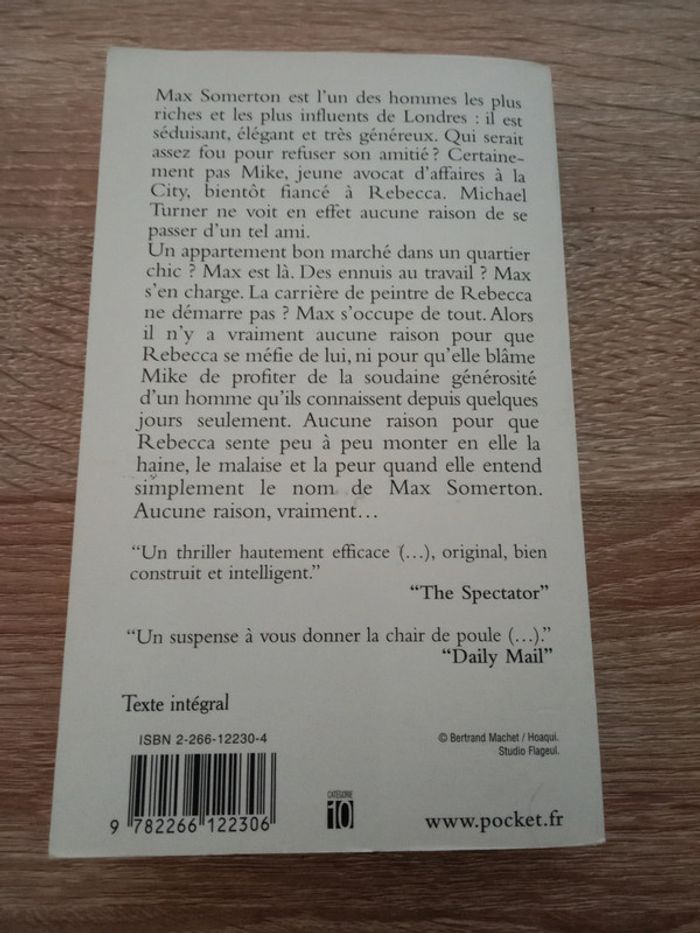 Max Somerton est l'un des hommes les plus
riches et les plus influents de Londres : il est
séduisant, élégant et très généreux. Qui serait
assez fou pour refuser son amitié ? Certaine-
ment pas Mike, jeune avocat d'affaires à la
City, bientôt fiancé à Rebecca. Michael
Turner ne voit en effet aucune raison de se
passer d'un tel ami.
Un appartement bon marché dans un quartier
chic ? Max est là. Des ennuis au travail ? Max
s'en charge. La carrière de peintre de Rebecca
ne démarre pas ? Max s'occupe de tout. Alors
il n'y a vraiment aucune raison pour que
Rebecca se méfie de lui, ni pour qu'elle blâme
Mike de profiter de la soudaine générosité
d'un homme qu'ils connaissent depuis quelques
jours seulement. Aucune raison pour que
Rebecca sente peu à peu monter en elle la
haine, le malaise et la peur quand elle entend
simplement le nom de Max Somerton.
Aucune raison, vraiment…
“Un thriller hautement efficace (…), original, bien
construit et intelligent.”
“The Spectator”
“Un suspense à vous donner la chair de poule (…).”
“Daily Mail”
Texte intégral
ISBN 2-266-12230-4
© Bertrand Machet / Hoaqui.
Studio Flageul.
9 782266 122306
CATÉGORIE
10
www.pocket.fr